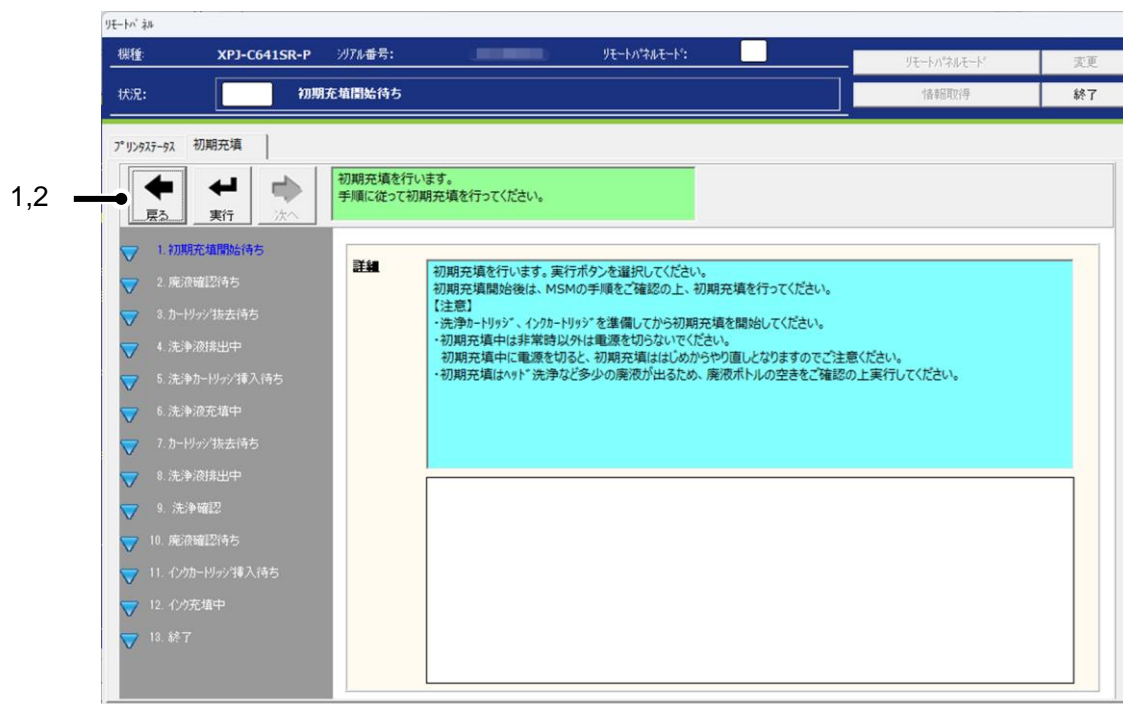 リモートパネル
機種: XPJ-C641SR-P シリアル番号: リモートパネルモード:
リモートパネルモード 変更
状況: 初期充填開始待ち
情報取得 終了
プリンタステータス 初期充填
1,2
戻る 実行 次へ
初期充填を行います。
手順に従って初期充填を行ってください。
1. 初期充填開始待ち
2. 廃液確認待ち
3. カートリッジ抜去待ち
4. 洗浄液排出中
5. 洗浄カートリッジ挿入待ち
6. 洗浄液充填中
7. カートリッジ抜去待ち
8. 洗浄液排出中
9. 洗浄確認
10. 廃液確認待ち
11. インクカートリッジ挿入待ち
12. インク充填中
13. 終了
詳細
初期充填を行います。実行ボタンを選択してください。
初期充填開始後は、MSMの手順をご確認の上、初期充填を行ってください。
【注意】
・洗浄カートリッジ、インクカートリッジを準備してから初期充填を開始してください。
・初期充填中は非常時以外は電源を切らないでください。
初期充填中に電源を切ると、初期充填ははじめからやり直しとなりますのでご注意ください。
・初期充填はヘッド洗浄など多少の廃液が出るため、廃液ボトルの空きをご確認の上実行してください。